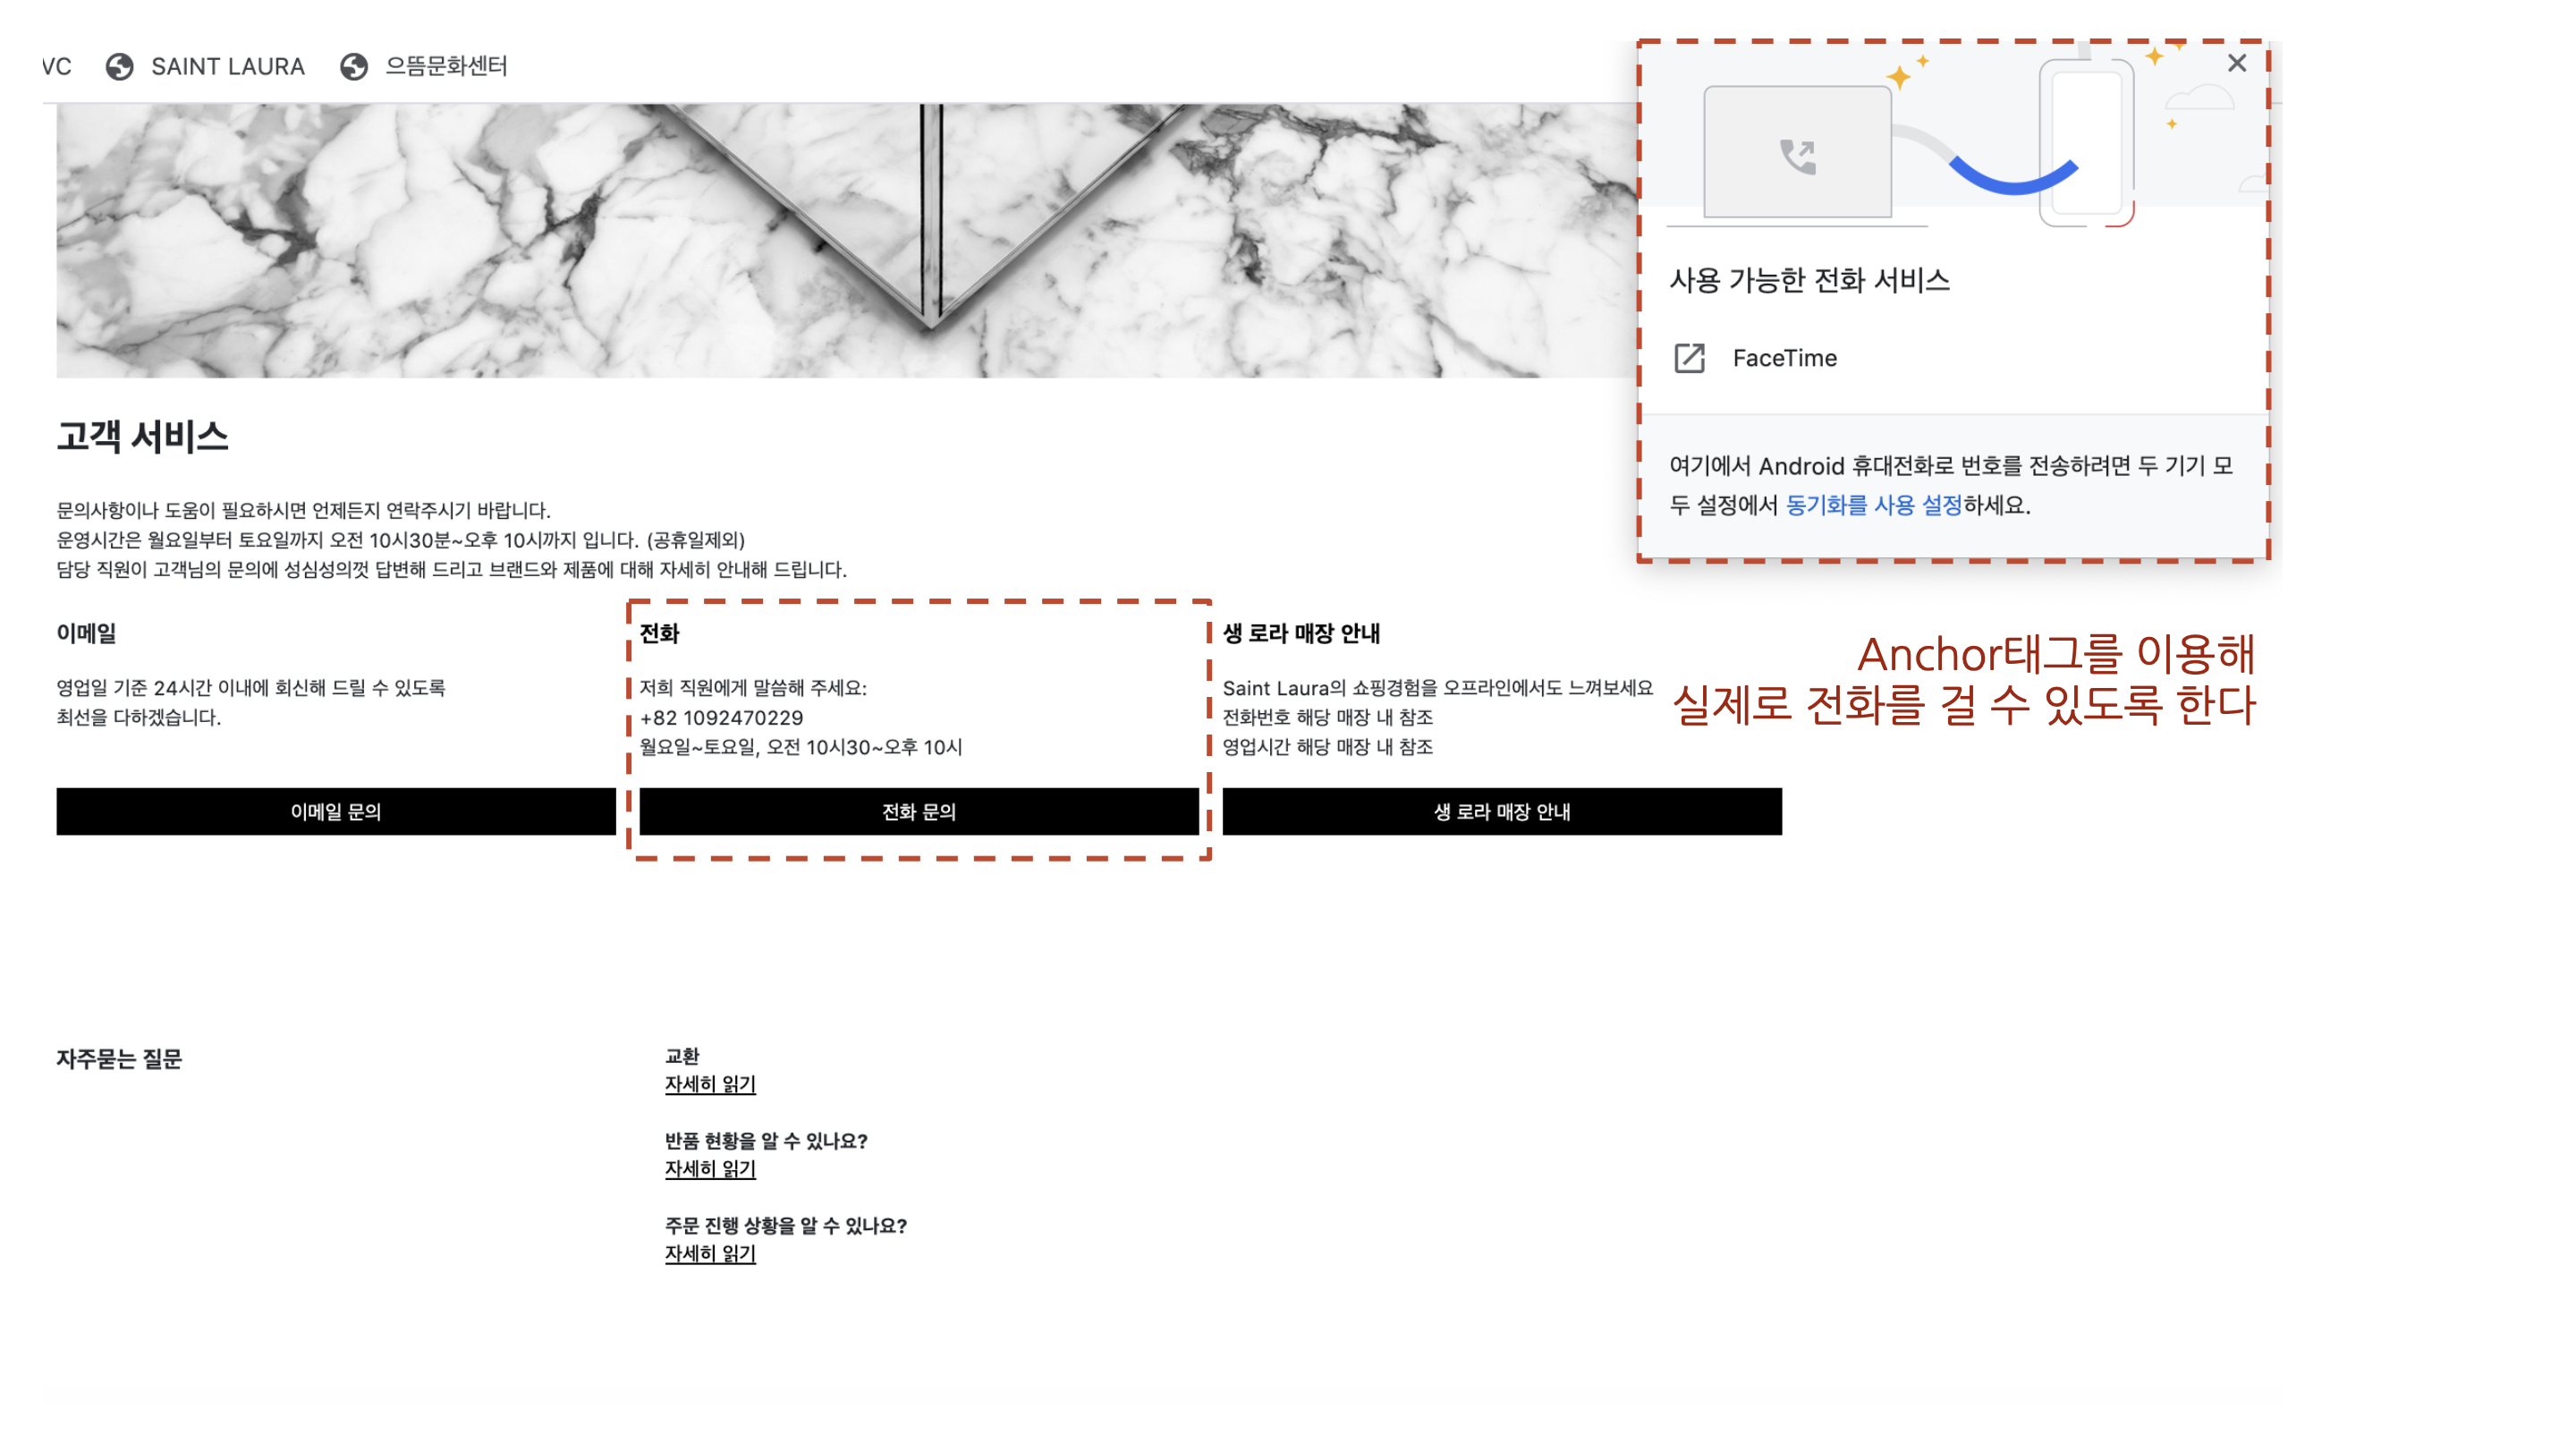 VC SAINT LAURA 으뜸문화센터
사용 가능한 전화 서비스
FaceTime
여기에서 Android 휴대전화로 번호를 전송하려면 두 기기 모
두 설정에서 동기화를 사용 설정하세요.
고객 서비스
문의사항이나 도움이 필요하시면 언제든지 연락주시기 바랍니다.
운영시간은 월요일부터 토요일까지 오전 10시30분~오후 10시까지 입니다. (공휴일제외)
담당 직원이 고객님의 문의에 성심성의껏 답변해 드리고 브랜드와 제품에 대해 자세히 안내해 드립니다.
이메일
영업일 기준 24시간 이내에 회신해 드릴 수 있도록
최선을 다하겠습니다.
이메일 문의
전화
저희 직원에게 말씀해 주세요:
+82 1092470229
월요일~토요일, 오전 10시30~오후 10시
전화 문의
생 로라 매장 안내
Saint Laura의 쇼핑경험을 오프라인에서도 느껴보세요
전화번호 해당 매장 내 참조
영업시간 해당 매장 내 참조
생 로라 매장 안내
Anchor태그를 이용해
실제로 전화를 걸 수 있도록 한다
자주묻는 질문
교환
자세히 읽기
반품 현황을 알 수 있나요?
자세히 읽기
주문 진행 상황을 알 수 있나요?
자세히 읽기